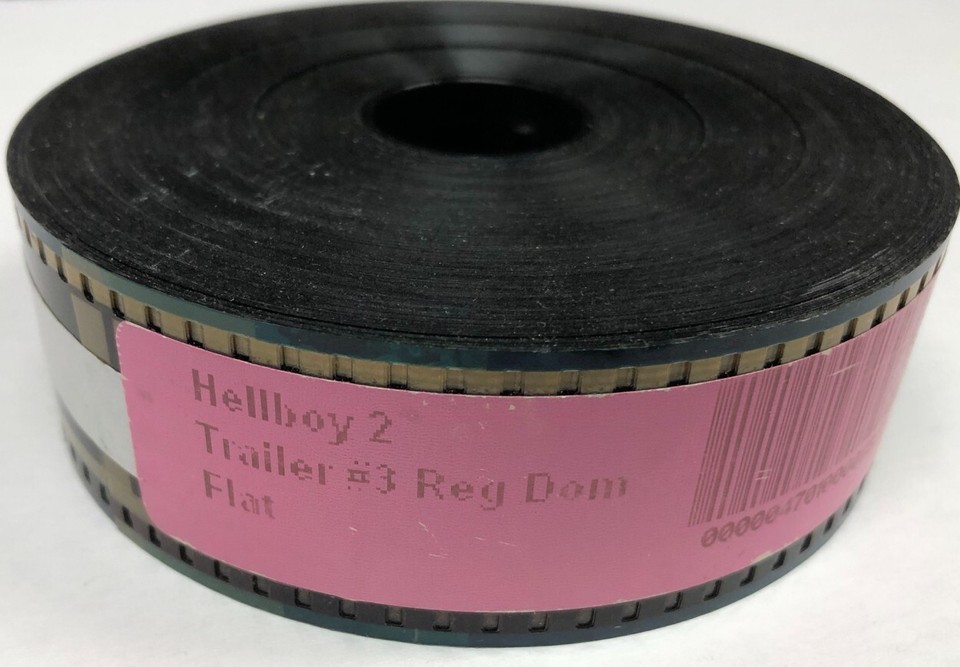 Hellboy 2
Trailer #3 Reg Dom
Flat